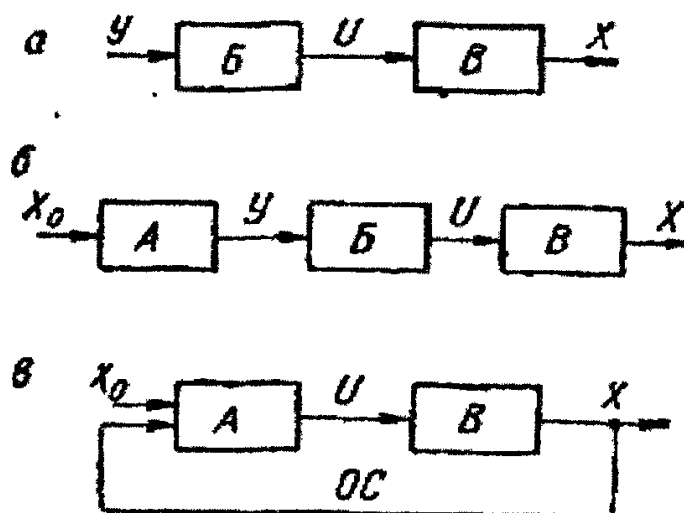 а У Б U В X
б
X₀ А У Б U В X
в X₀ А U В X
ОС